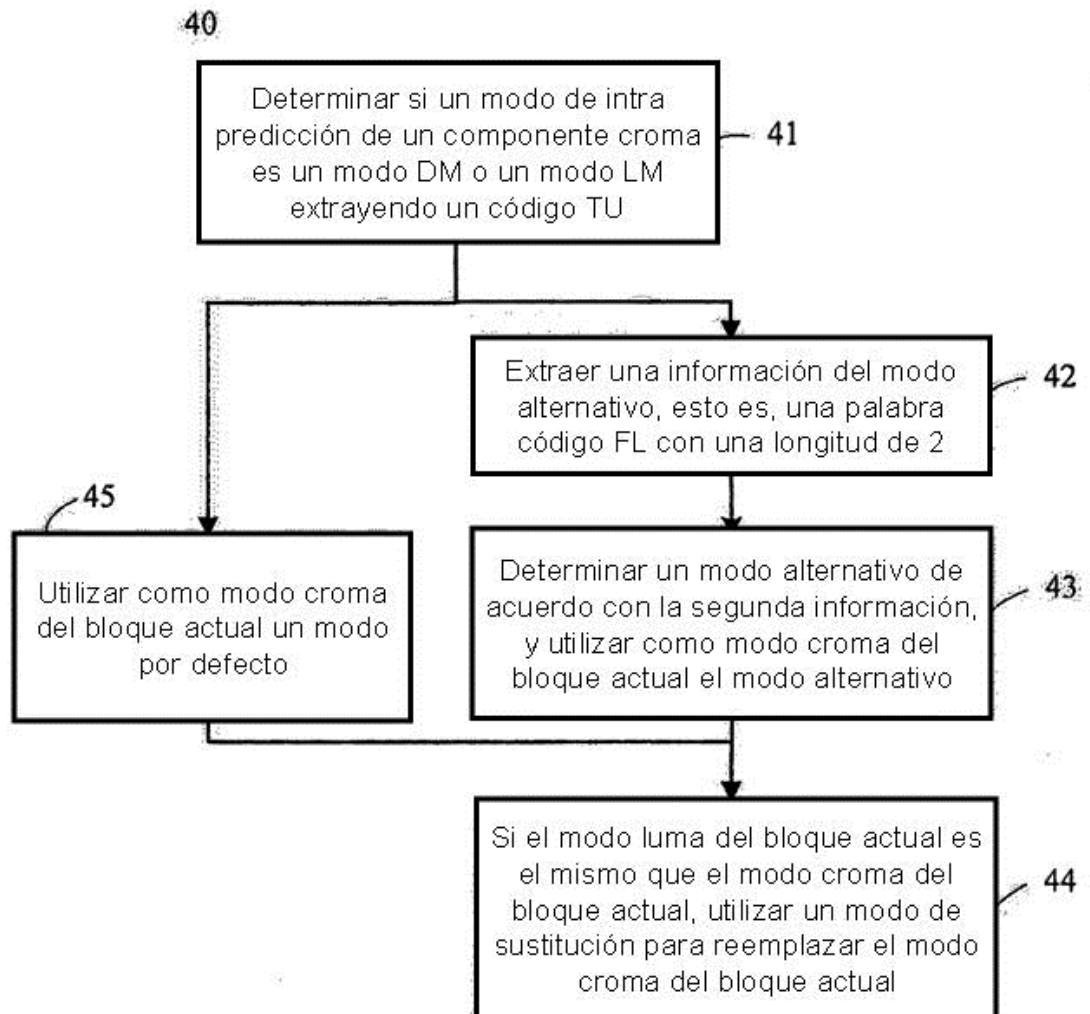 40
Determinar si un modo de intra
predicción de un componente croma
es un modo DM o un modo LM
extrayendo un código TU
41
Extraer una información del modo
alternativo, esto es, una palabra
código FL con una longitud de 2
42
45
Utilizar como modo croma
del bloque actual un modo
por defecto
Determinar un modo alternativo de
acuerdo con la segunda información,
y utilizar como modo croma del
bloque actual el modo alternativo
43
Si el modo luma del bloque actual es
el mismo que el modo croma del
bloque actual, utilizar un modo de
sustitución para reemplazar el modo
croma del bloque actual
44